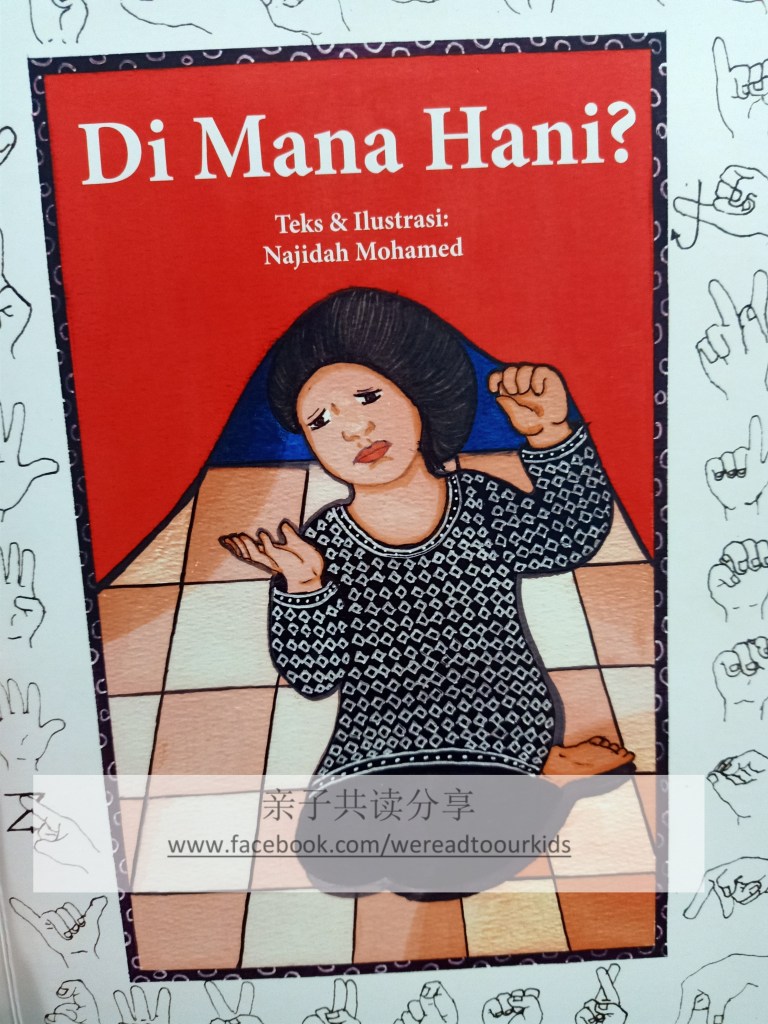 Di Mana Hani?
Teks & Ilustrasi:
Najidah Mohamed
亲子共读分享
www.facebook.com/wereadtoourkids